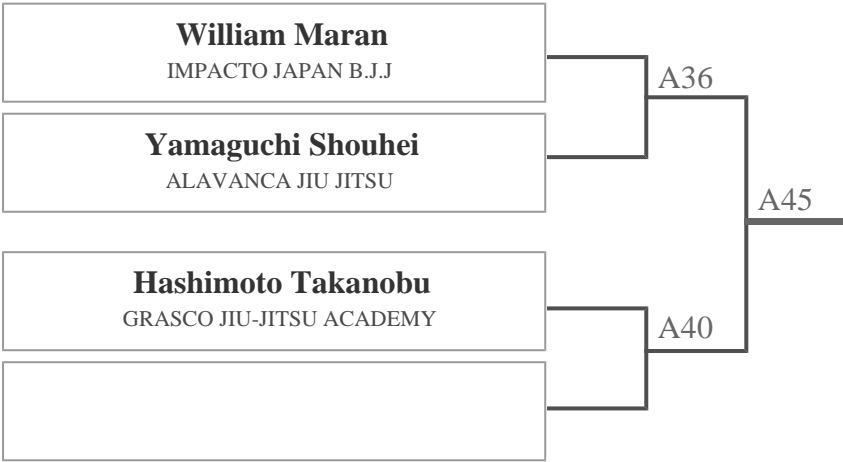 William Maran
IMPACTO JAPAN B.J.J
A36
Yamaguchi Shouhei
ALAVANCA JIU JITSU
A45
Hashimoto Takanobu
GRASCO JIU-JITSU ACADEMY
A40